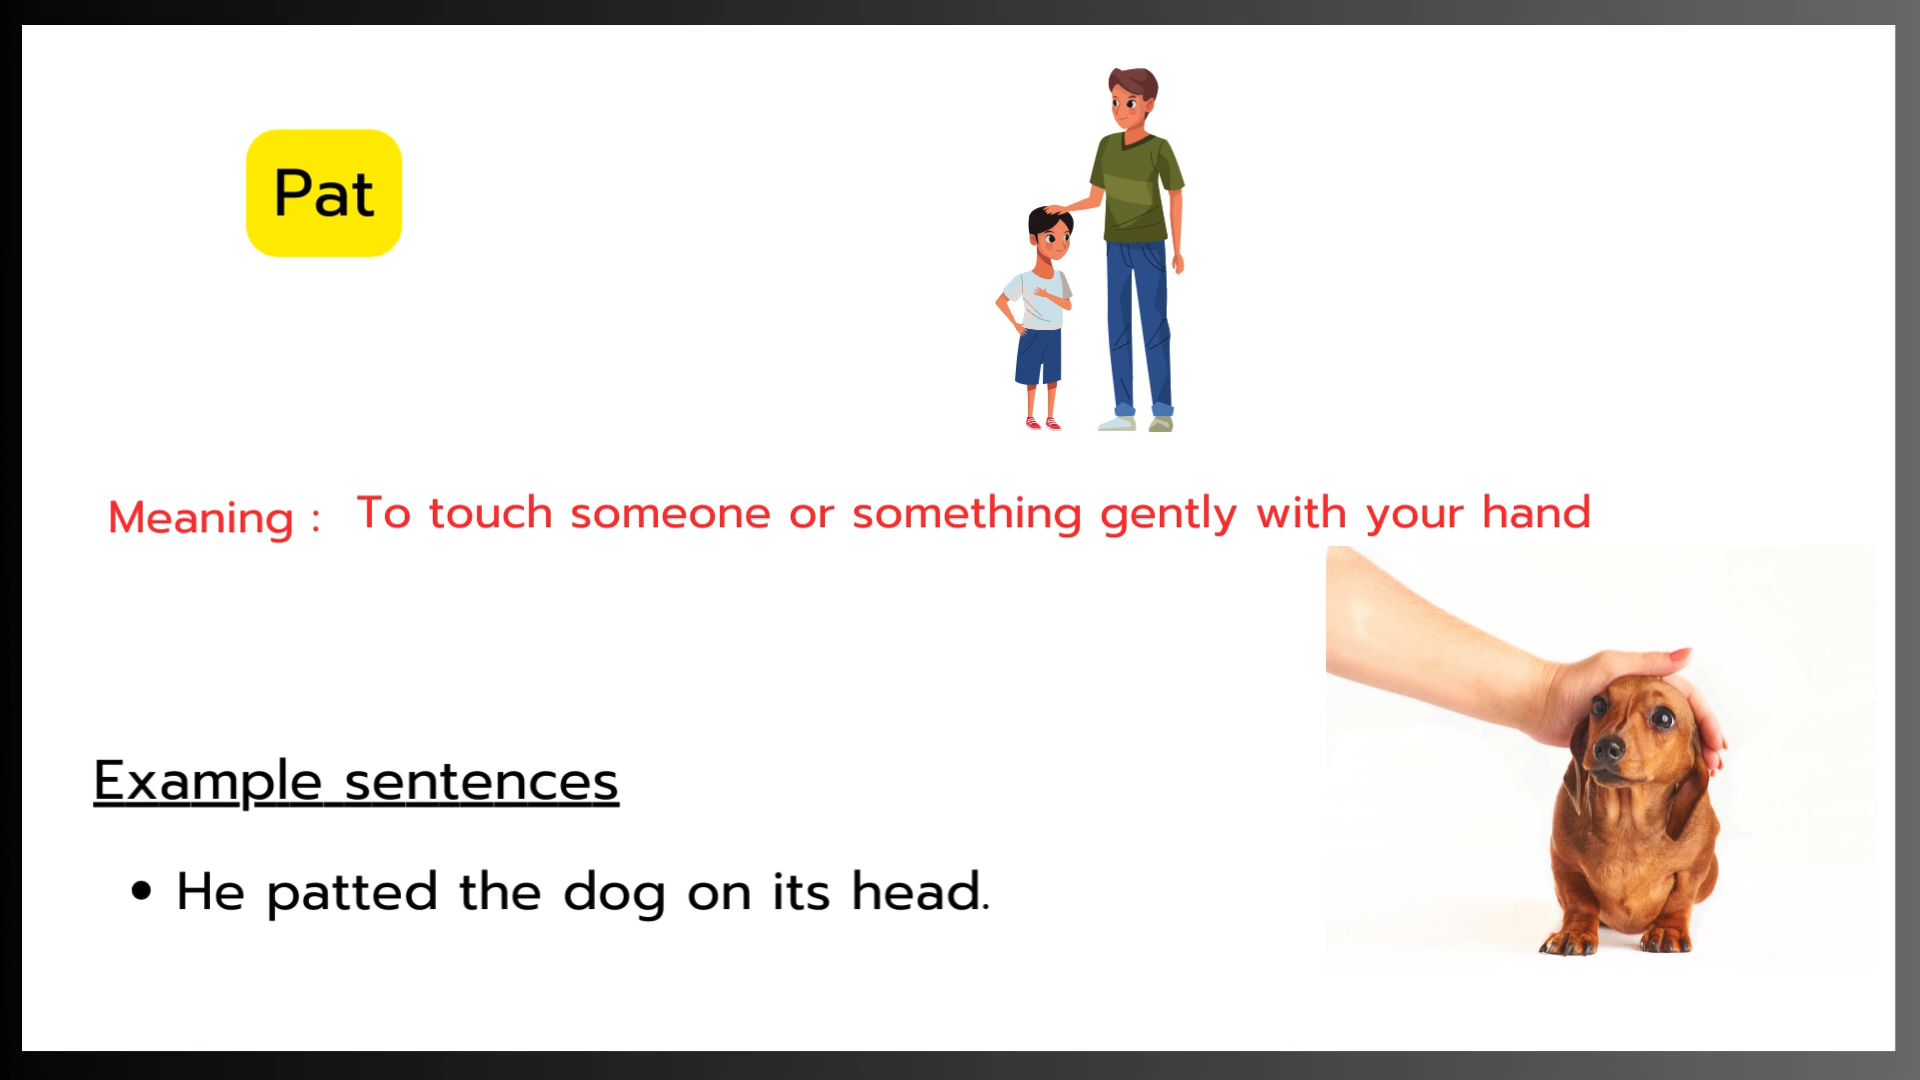 Pat
Meaning : To touch someone or something gently with your hand
Example sentences
• He patted the dog on its head.